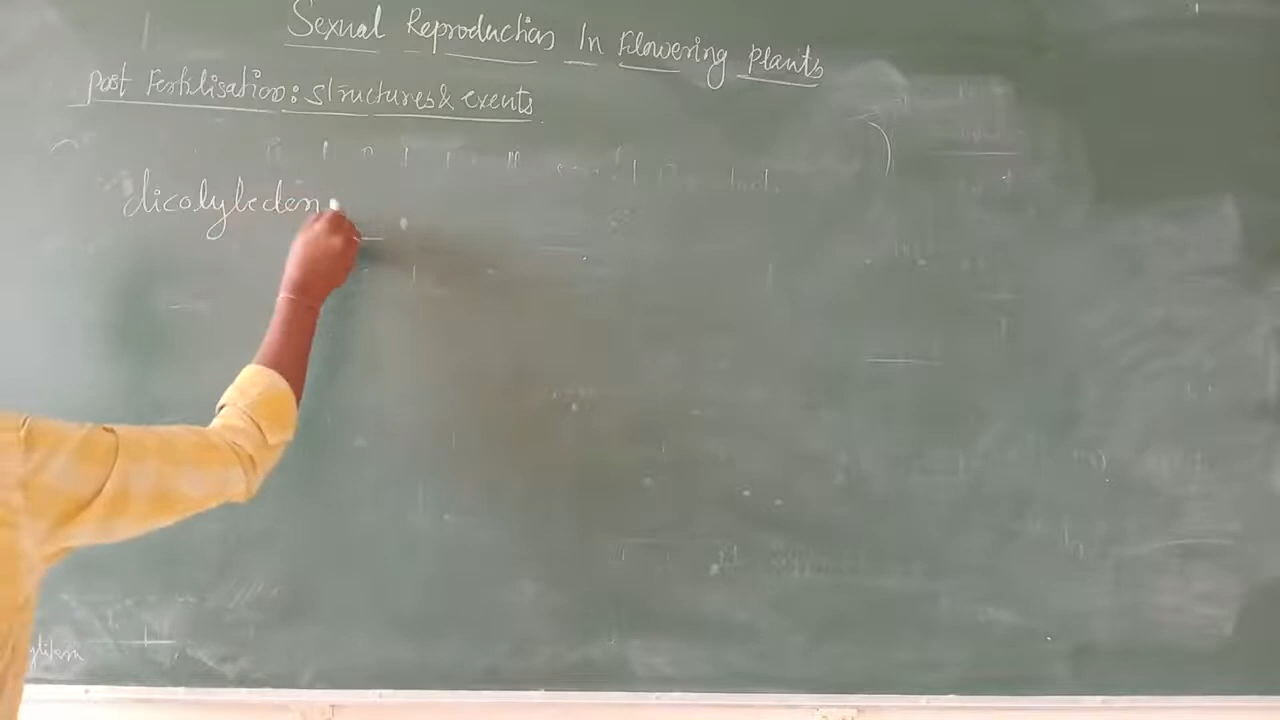 Sexual Reproduction In Flowering Plants
Post Fertilisation: Structures & events
dicotyledon